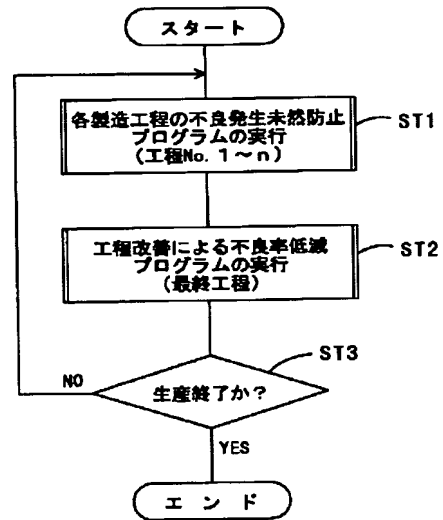 スタート
各製造工程の不良発生未然防止
プログラムの実行
(工程No. 1～n)
ST1
工程改善による不良率低減
プログラムの実行
(最終工程)
ST2
ST3
生産終了か?
NO
YES
エンド